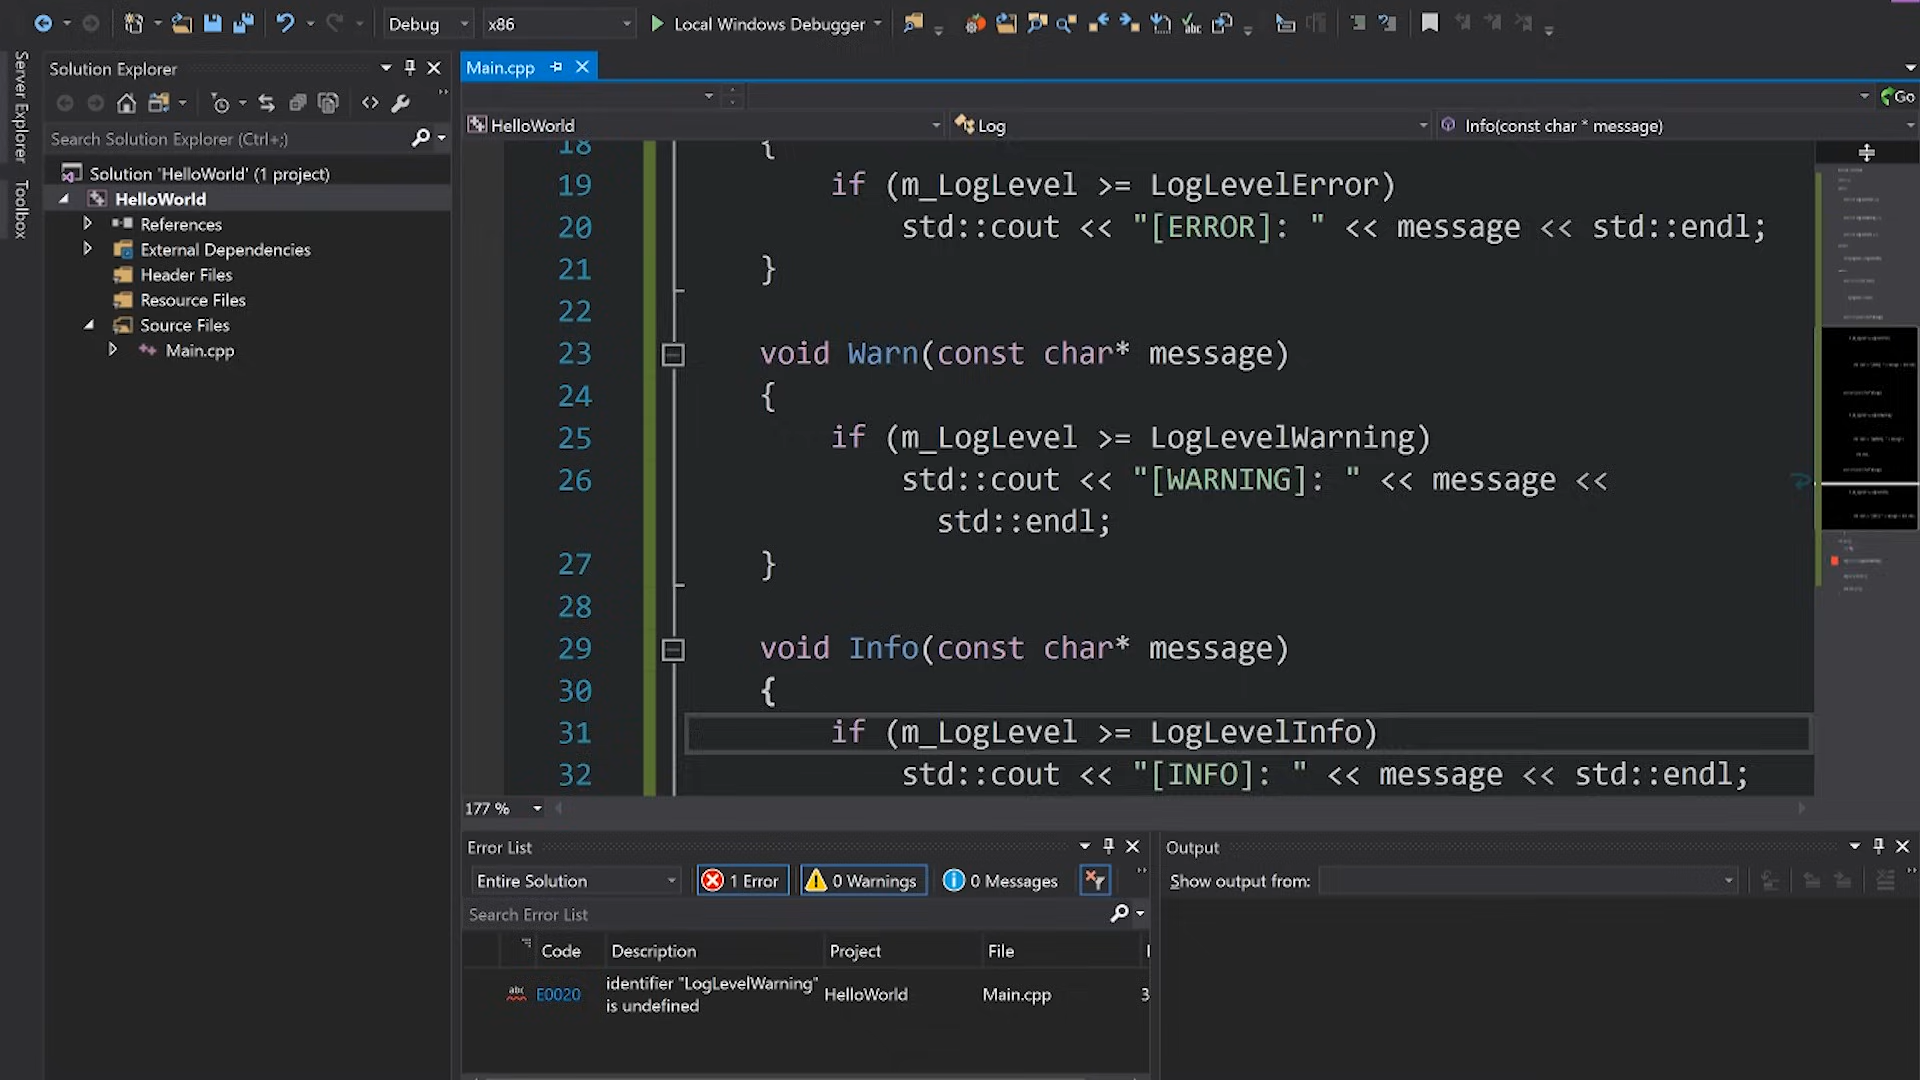 Debug
x86
Local Windows Debugger
Server Explorer
Toolbox
Solution Explorer
Search Solution Explorer (Ctrl+;)
Solution 'HelloWorld' (1 project)
HelloWorld
References
External Dependencies
Header Files
Resource Files
Source Files
Main.cpp
Main.cpp
Go
HelloWorld
Log
Info(const char * message)
18 {
19 if (m_LogLevel >= LogLevelError)
20 std::cout << "[ERROR]: " << message << std::endl;
21 }
22
23 void Warn(const char* message)
24 {
25 if (m_LogLevel >= LogLevelWarning)
26 std::cout << "[WARNING]: " << message <<
std::endl;
27 }
28
29 void Info(const char* message)
30 {
31 if (m_LogLevel >= LogLevelInfo)
32 std::cout << "[INFO]: " << message << std::endl;
177 %
Error List
Entire Solution
1 Error
0 Warnings
0 Messages
Search Error List
Code Description Project File
abc E0020 identifier "LogLevelWarning" is undefined HelloWorld Main.cpp 3
Output
Show output from: